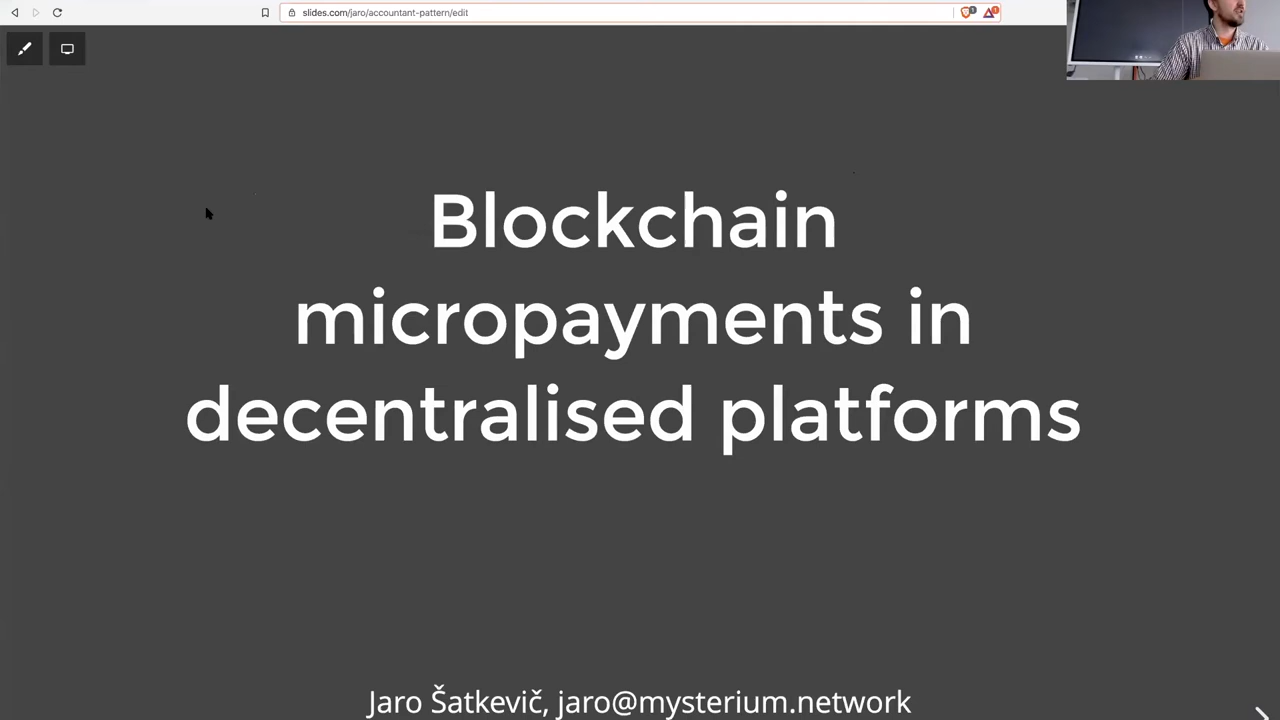 slides.com/jaro/accountant-pattern/edit
Blockchain
micropayments in
decentralised platforms
Jaro Šatkevič, jaro@mysterium.network